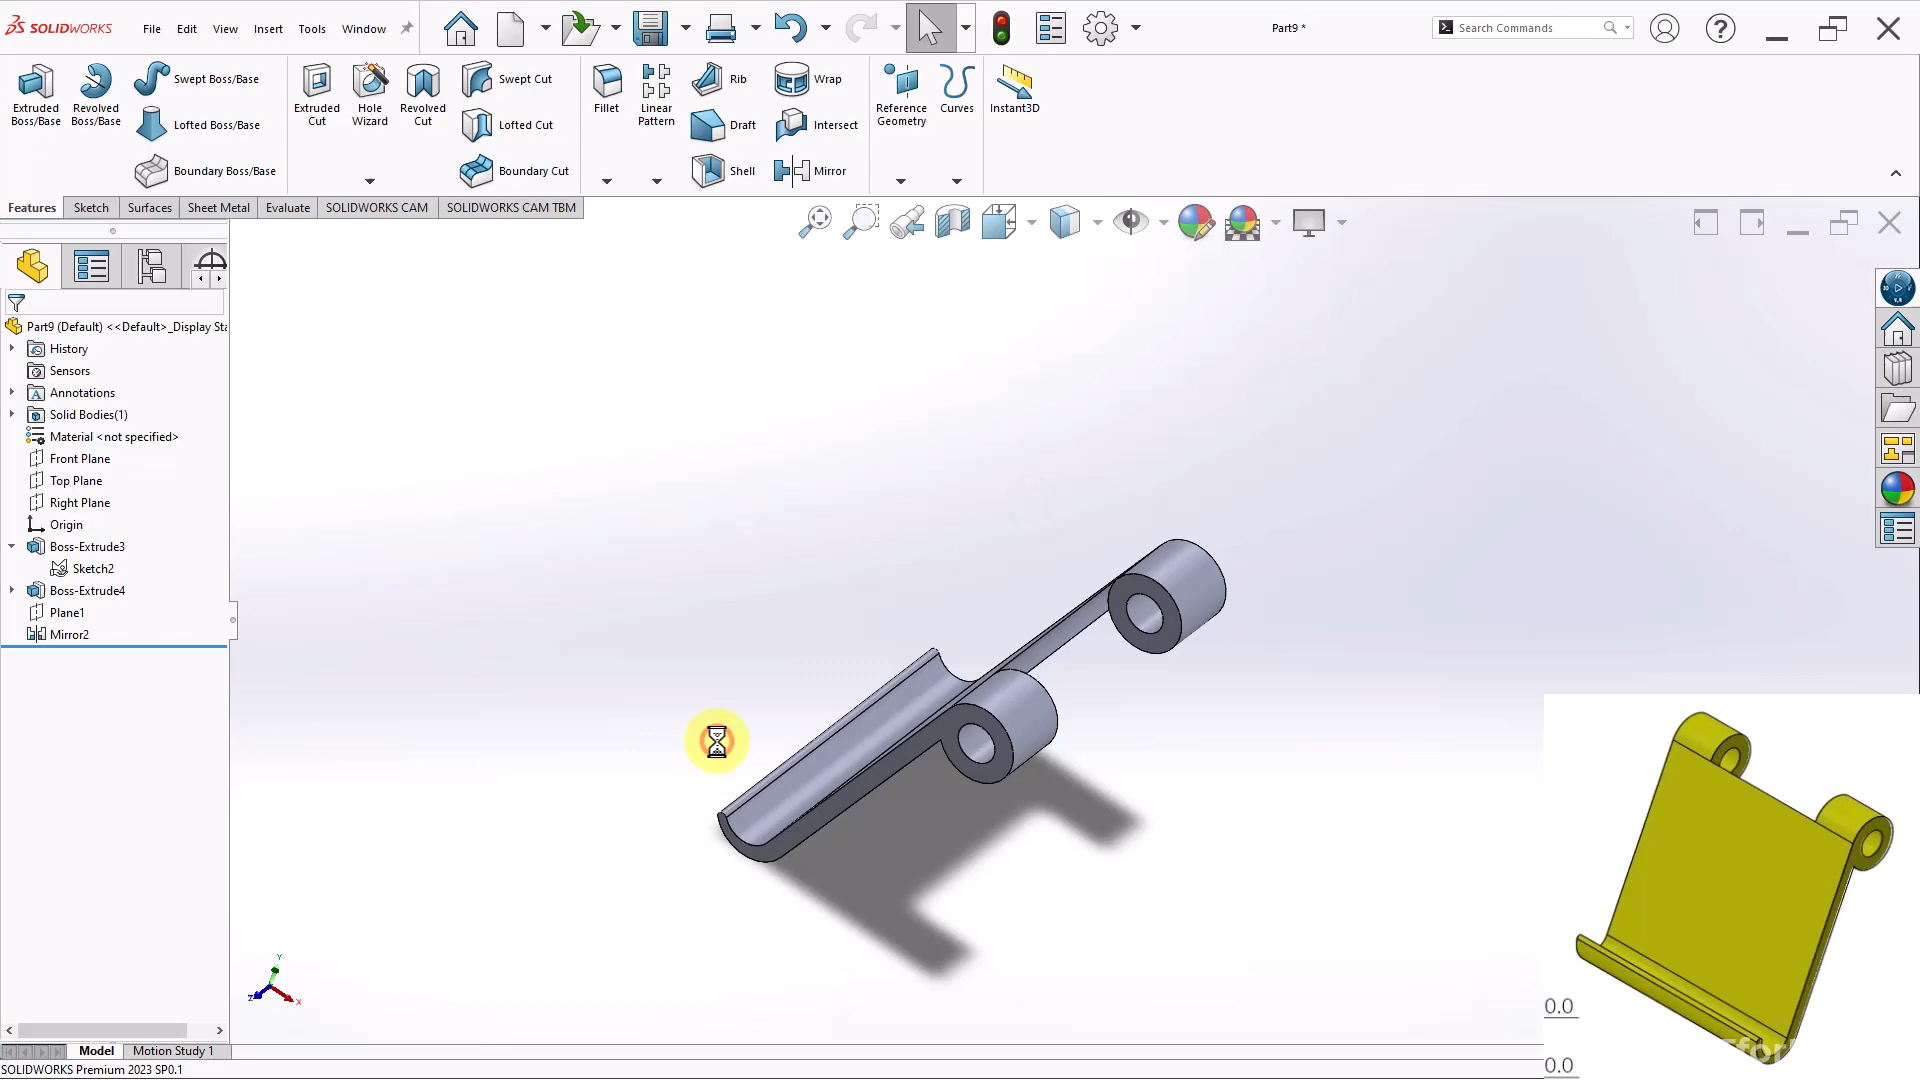 SOLIDWORKS
File Edit View Insert Tools Window
Part9 *
Search Commands
Extruded Boss/Base
Revolved Boss/Base
Swept Boss/Base
Lofted Boss/Base
Boundary Boss/Base
Extruded Cut
Hole Wizard
Revolved Cut
Swept Cut
Lofted Cut
Boundary Cut
Fillet
Linear Pattern
Rib
Draft
Shell
Wrap
Intersect
Mirror
Reference Geometry
Curves
Instant3D
Features Sketch Surfaces Sheet Metal Evaluate SOLIDWORKS CAM SOLIDWORKS CAM TBM
Part9 (Default) <<Default>_Display Sta
History
Sensors
Annotations
Solid Bodies(1)
Material <not specified>
Front Plane
Top Plane
Right Plane
Origin
Boss-Extrude3
Sketch2
Boss-Extrude4
Plane1
Mirror2
Y
Z X
0.0
0.0
Model Motion Study 1
SOLIDWORKS Premium 2023 SP0.1